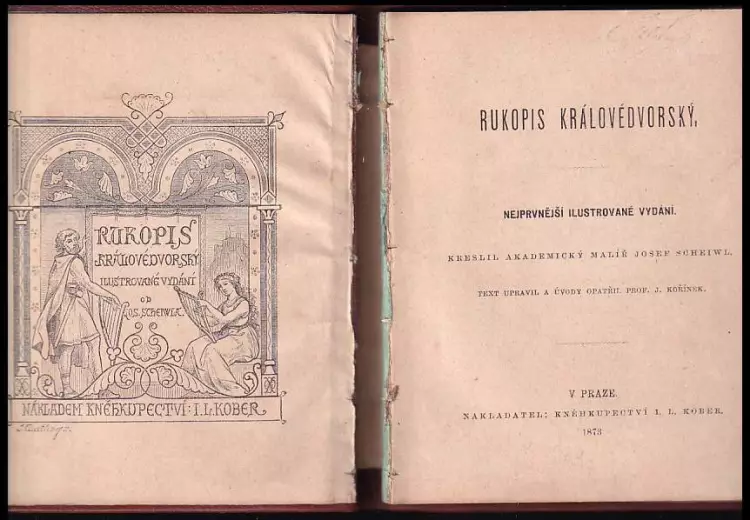 RUKOPIS
KRÁLOVÉDVORSKÝ
ILUSTROVANÉ VYDÁNÍ
OD
JOS. SCHEIWLA.
NÁKLADEM KNĚHKUPECTVÍ: I. L. KOBER.
RUKOPIS KRÁLOVÉDVORSKÝ.
NEJPRVNĚJŠÍ ILUSTROVANÉ VYDÁNÍ.
KRESLIL AKADEMICKÝ MALÍŘ JOSEF SCHEIWL.
TEXT UPRAVIL A ÚVODY OPATŘIL PROF. J. KOŘÍNEK.
V PRAZE.
NAKLADATEL: KNĚHKUPECTVÍ I. L. KOBER.
1873